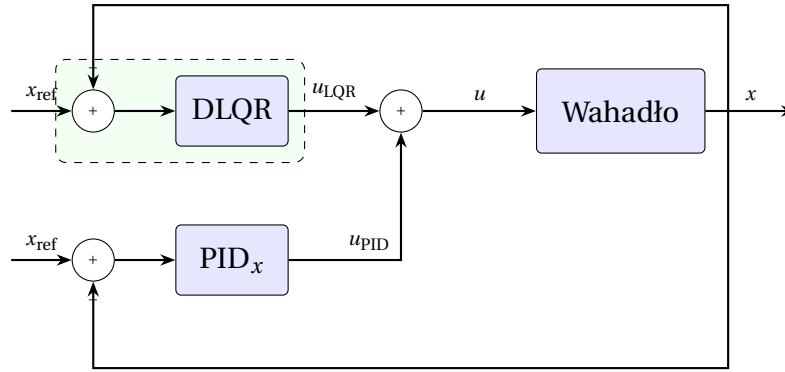 −
x_ref + DLQR u_LQR + u Wahadło x
x_ref + PID_x u_PID
−